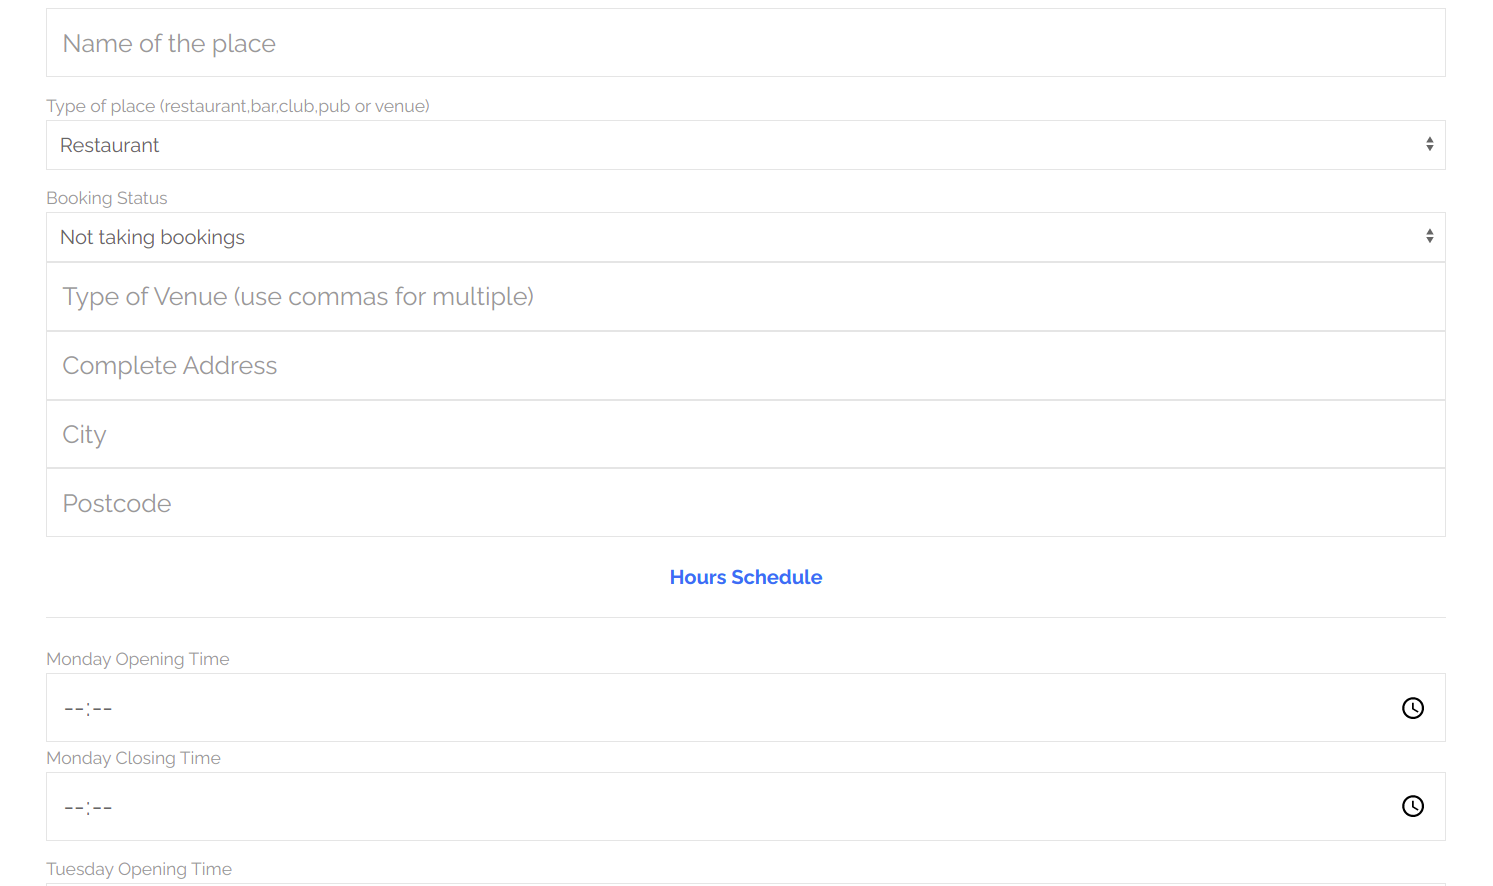 Name of the place
Type of place (restaurant,bar,club,pub or venue)
Restaurant
Booking Status
Not taking bookings
Type of Venue (use commas for multiple)
Complete Address
City
Postcode
Hours Schedule
Monday Opening Time
--:--
Monday Closing Time
--:--
Tuesday Opening Time